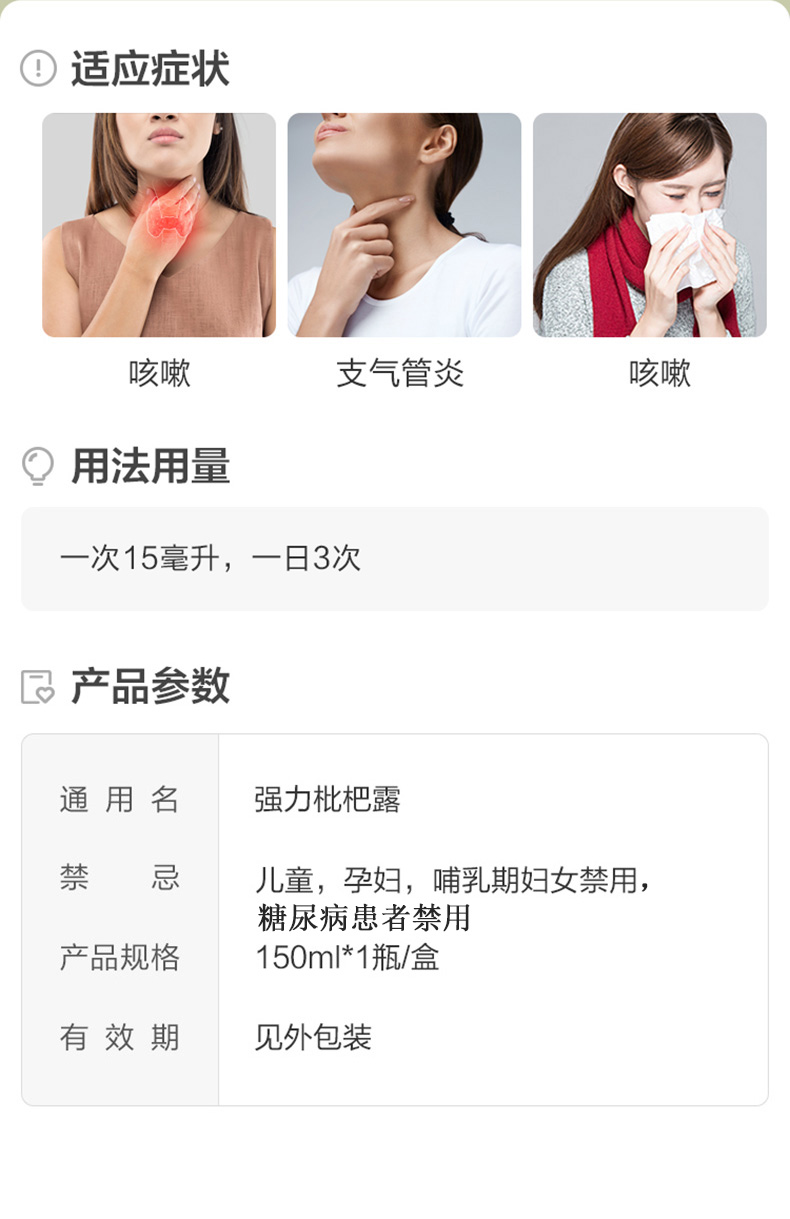 适应症状
咳嗽
支气管炎
咳嗽
用法用量
一次15毫升，一日3次
产品参数
通用名 强力枇杷露
禁忌 儿童，孕妇，哺乳期妇女禁用，
糖尿病患者禁用
产品规格 150ml*1瓶/盒
有效期 见外包装